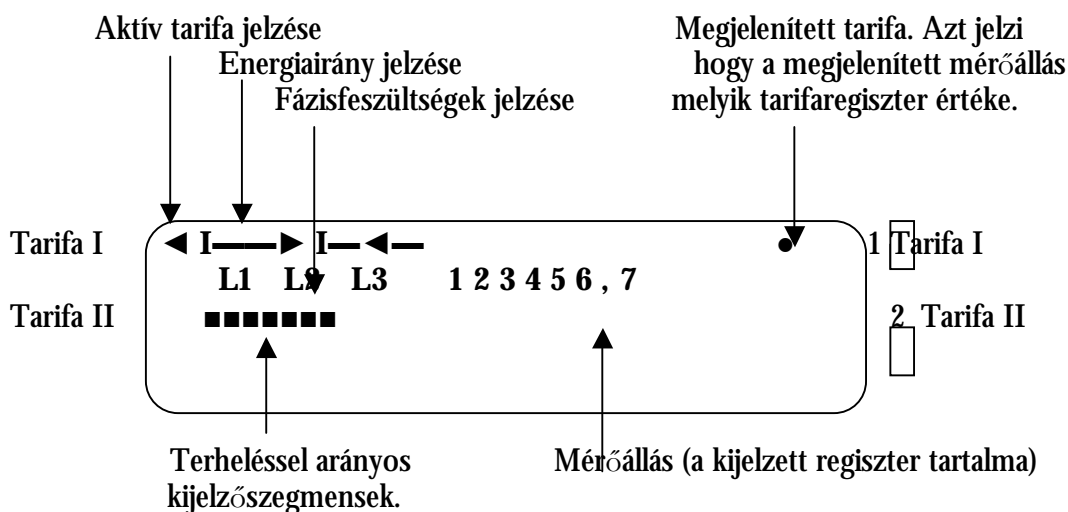 Aktív tarifa jelzése
Energiairány jelzése
Fázisfeszültségek jelzése
Megjelenített tarifa. Azt jelzi
hogy a megjelenített mérőállás
melyik tarifaregiszter értéke.
Tarifa I
I I
1 Tarifa I
L1 L2 L3 1 2 3 4 5 6 , 7
Tarifa II
2 Tarifa II
Terheléssel arányos
kijelzőszegmensek.
Mérőállás (a kijelzett regiszter tartalma)